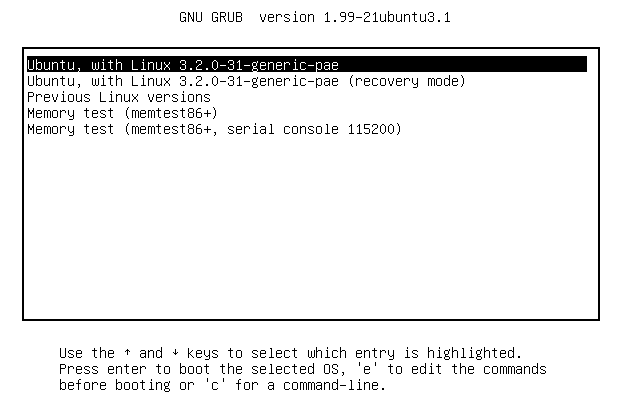 GNU GRUB  version 1.99-21ubuntu3.1
Ubuntu, with Linux 3.2.0-31-generic-pae
Ubuntu, with Linux 3.2.0-31-generic-pae (recovery mode)
Previous Linux versions
Memory test (memtest86+)
Memory test (memtest86+, serial console 115200)
Use the ↑ and ↓ keys to select which entry is highlighted.
Press enter to boot the selected OS, 'e' to edit the commands
before booting or 'c' for a command-line.